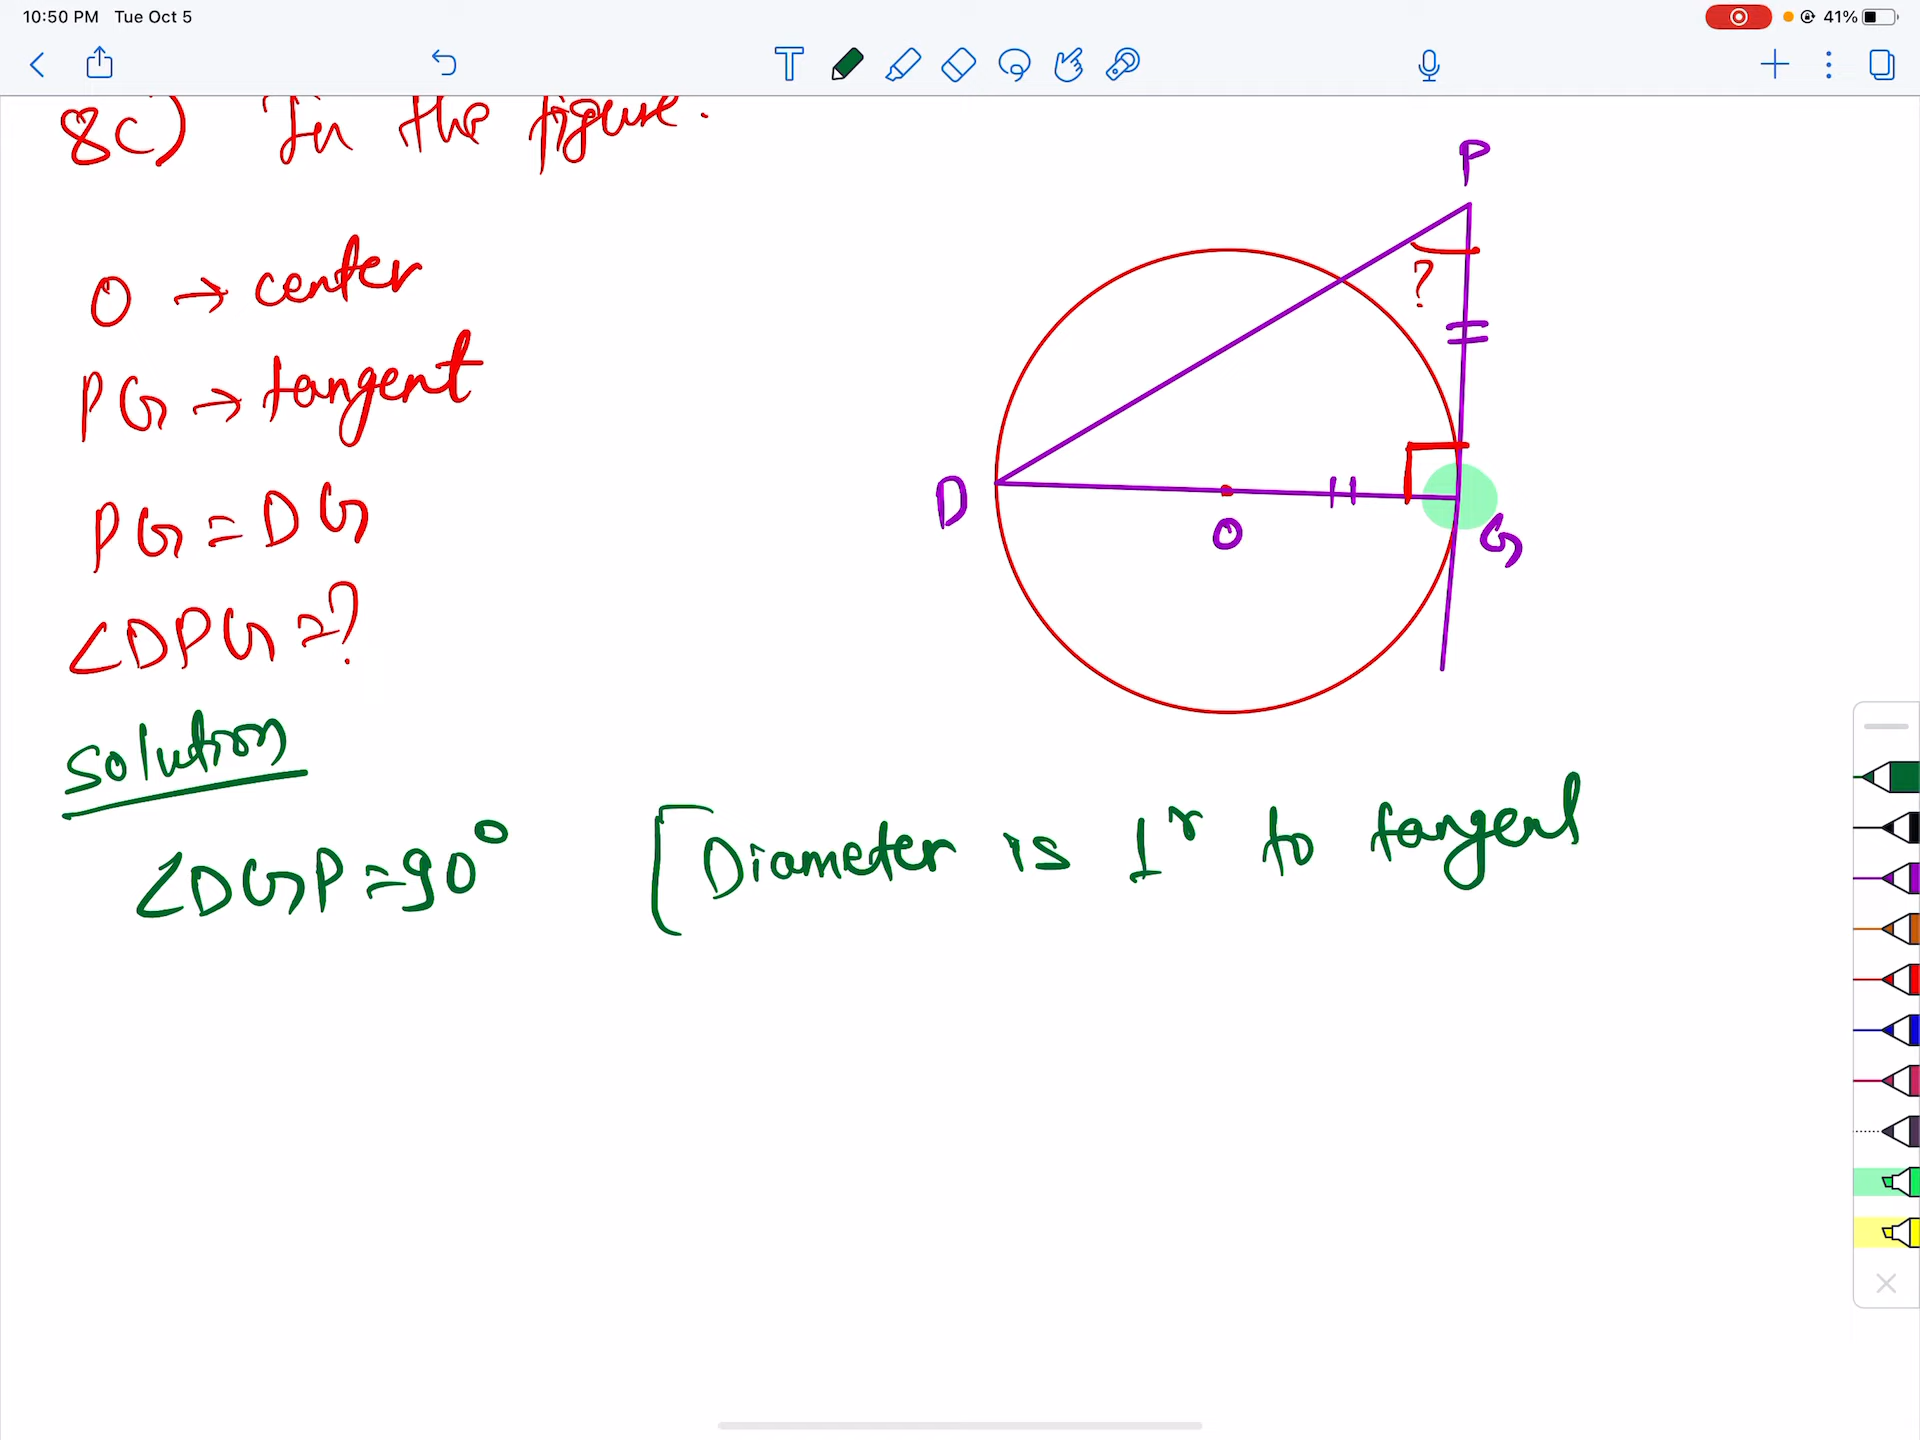 10:50 PM Tue Oct 5
41%
8c) In the figure.
P
?
O → center
PG → tangent
PG = DG
D
O
G
∠DPG = ?
Solution
∠DGP = 90° [Diameter is ⊥r to tangent